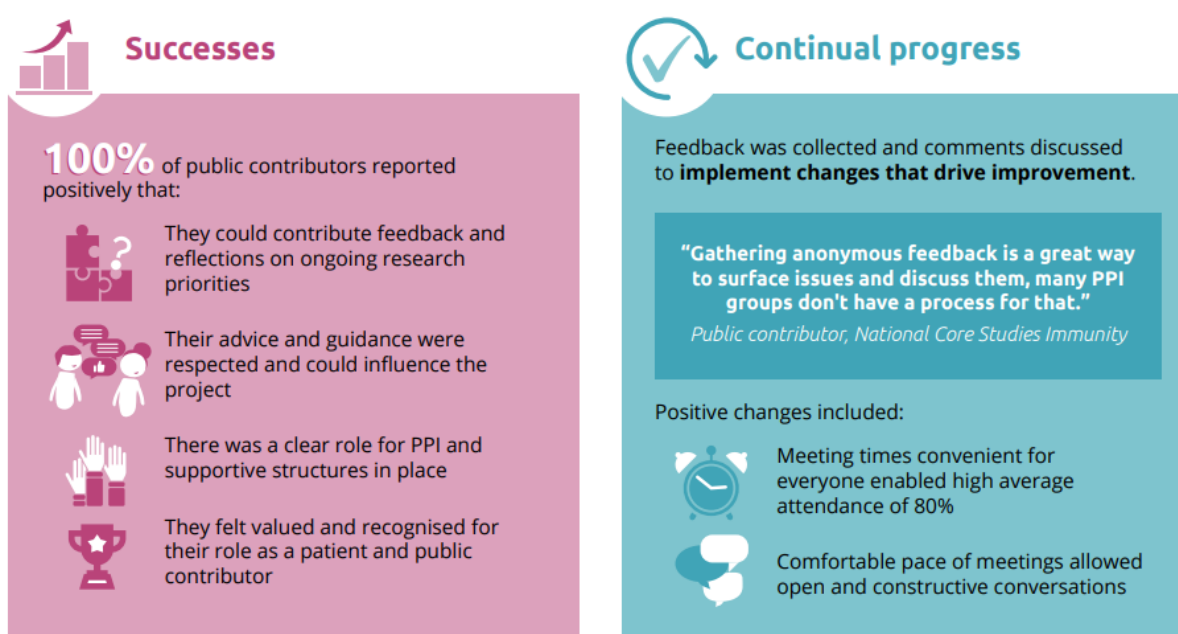 Successes
100% of public contributors reported
positively that:
They could contribute feedback and
reflections on ongoing research
priorities
Their advice and guidance were
respected and could influence the
project
There was a clear role for PPI and
supportive structures in place
They felt valued and recognised for
their role as a patient and public
contributor
Continual progress
Feedback was collected and comments discussed
to implement changes that drive improvement.
“Gathering anonymous feedback is a great way
to surface issues and discuss them, many PPI
groups don't have a process for that.”
Public contributor, National Core Studies Immunity
Positive changes included:
Meeting times convenient for
everyone enabled high average
attendance of 80%
Comfortable pace of meetings allowed
open and constructive conversations